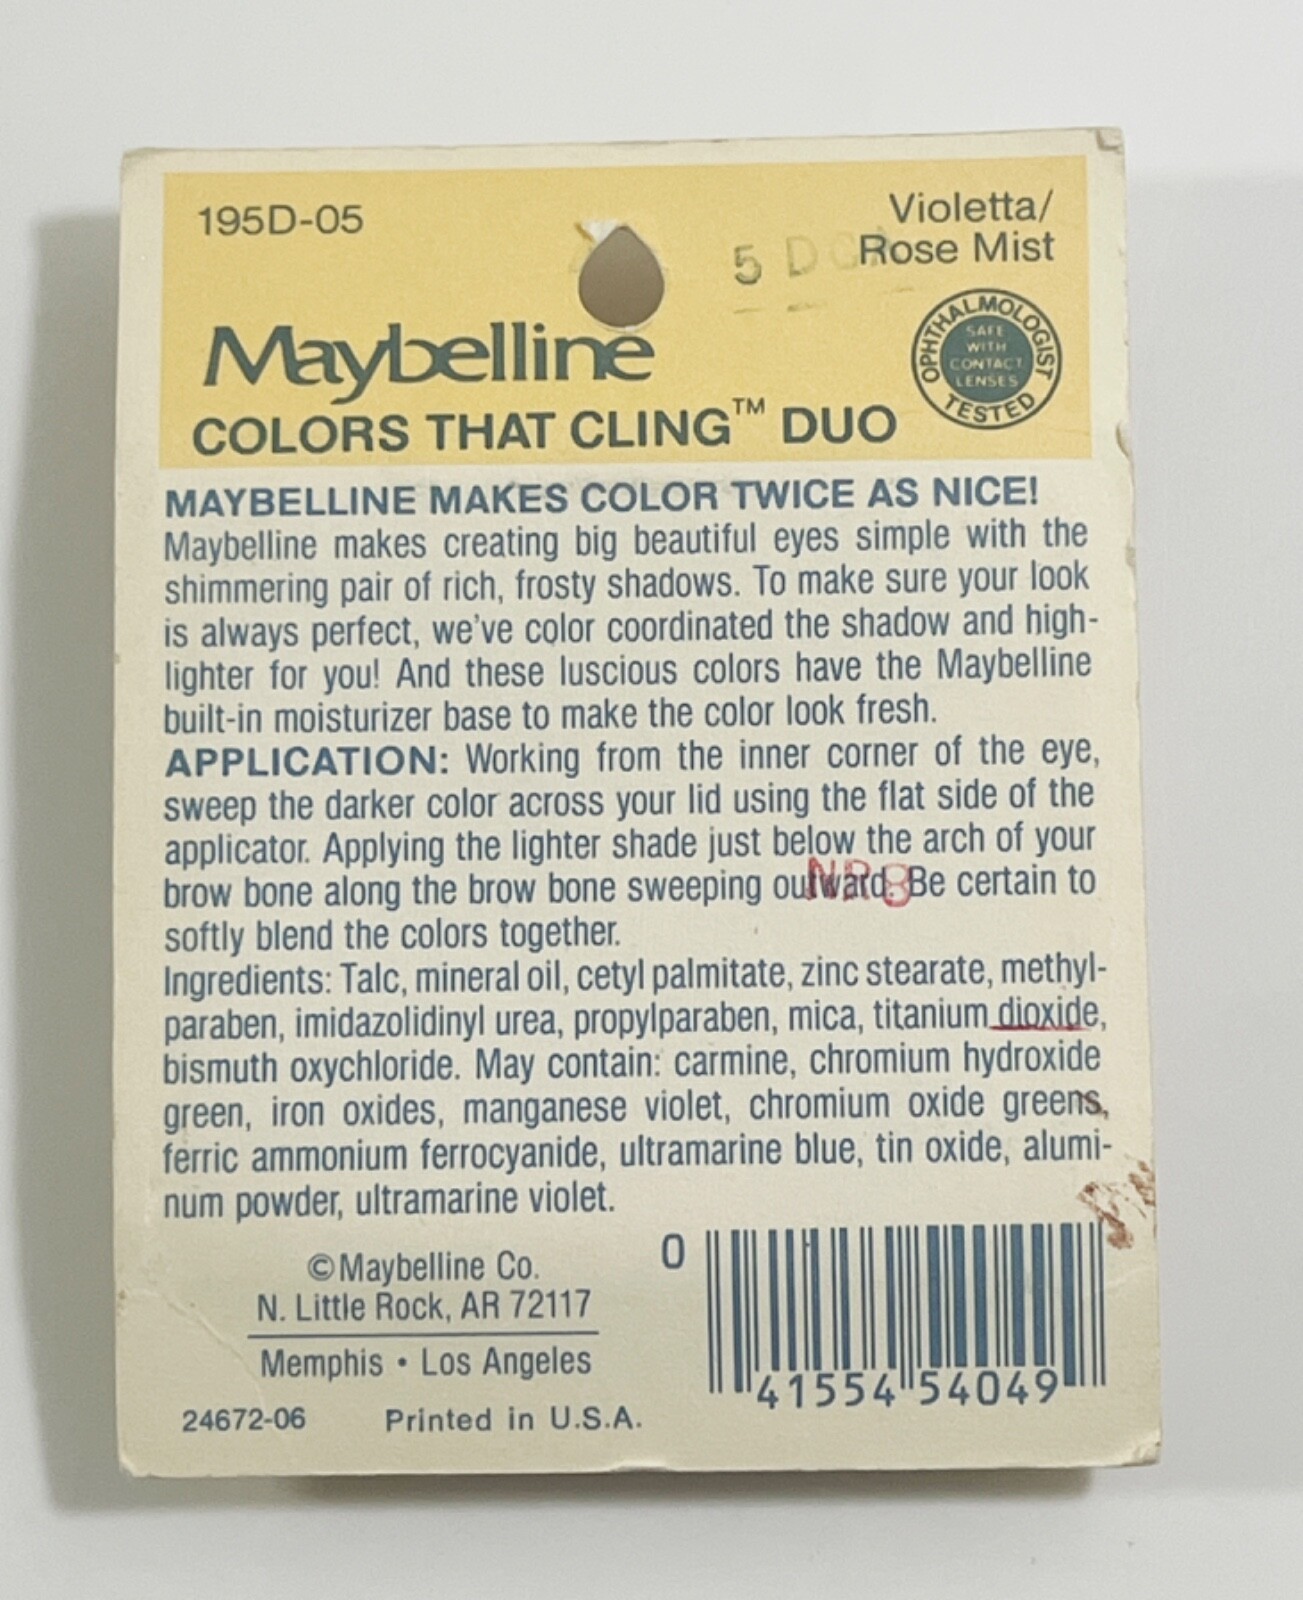 195D-05
Violetta/
Rose Mist
5 DCA
Maybelline
COLORS THAT CLING™ DUO
OPHTHALMOLOGIST
SAFE
WITH
CONTACT
LENSES
TESTED
MAYBELLINE MAKES COLOR TWICE AS NICE!
Maybelline makes creating big beautiful eyes simple with the
shimmering pair of rich, frosty shadows. To make sure your look
is always perfect, we've color coordinated the shadow and high-
lighter for you! And these luscious colors have the Maybelline
built-in moisturizer base to make the color look fresh.
APPLICATION: Working from the inner corner of the eye,
sweep the darker color across your lid using the flat side of the
applicator. Applying the lighter shade just below the arch of your
brow bone along the brow bone sweeping outward. Be certain to
NR8
softly blend the colors together.
Ingredients: Talc, mineral oil, cetyl palmitate, zinc stearate, methyl-
paraben, imidazolidinyl urea, propylparaben, mica, titanium dioxide,
bismuth oxychloride. May contain: carmine, chromium hydroxide
green, iron oxides, manganese violet, chromium oxide greens,
ferric ammonium ferrocyanide, ultramarine blue, tin oxide, alumi-
num powder, ultramarine violet.
©Maybelline Co.
N. Little Rock, AR 72117
Memphis • Los Angeles
24672-06 Printed in U.S.A.
0 41554 54049